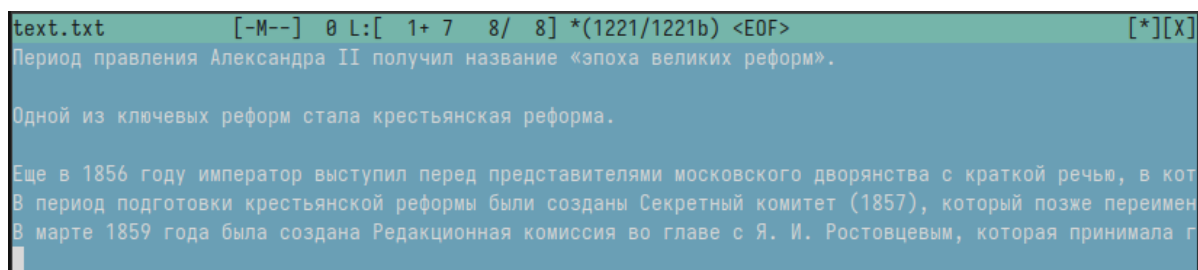 text.txt [-M--] 0 L:[ 1+ 7 8/ 8] *(1221/1221b) <EOF> [*][X]
Период правления Александра II получил название «эпоха великих реформ».
Одной из ключевых реформ стала крестьянская реформа.
Еще в 1856 году император выступил перед представителями московского дворянства с краткой речью, в кот
В период подготовки крестьянской реформы были созданы Секретный комитет (1857), который позже переимен
В марте 1859 года была создана Редакционная комиссия во главе с Я. И. Ростовцевым, которая принимала г